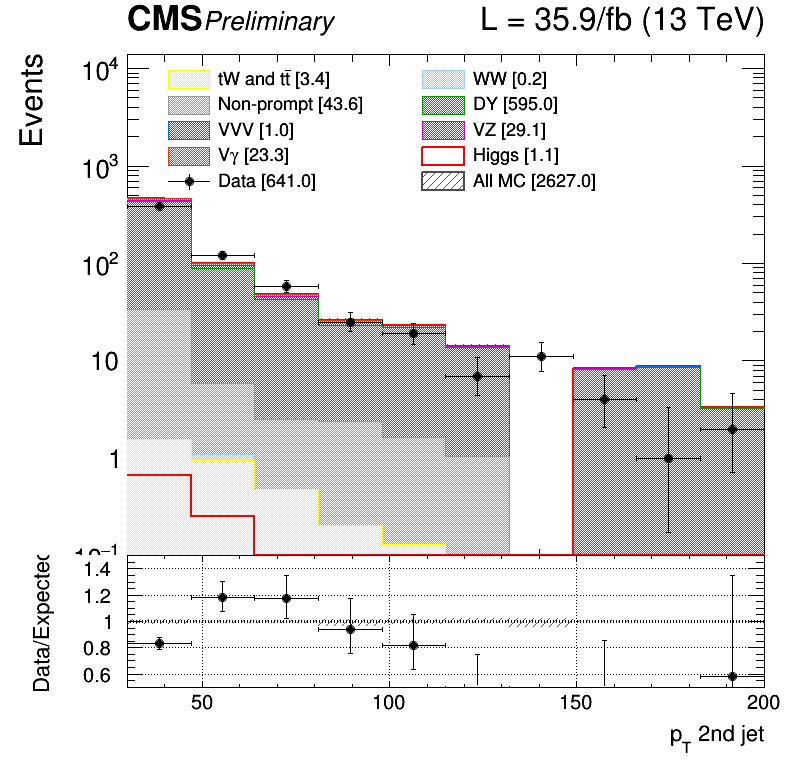 CMS Preliminary L = 35.9/fb (13 TeV)
Events
10⁴
10³
10²
10
1
10⁻¹
tW and tt̄ [3.4]
Non-prompt [43.6]
VVV [1.0]
Vγ [23.3]
Data [641.0]
WW [0.2]
DY [595.0]
VZ [29.1]
Higgs [1.1]
All MC [2627.0]
Data/Expected
1.4
1.2
1
0.8
0.6
50 100 150 200
p_T 2nd jet